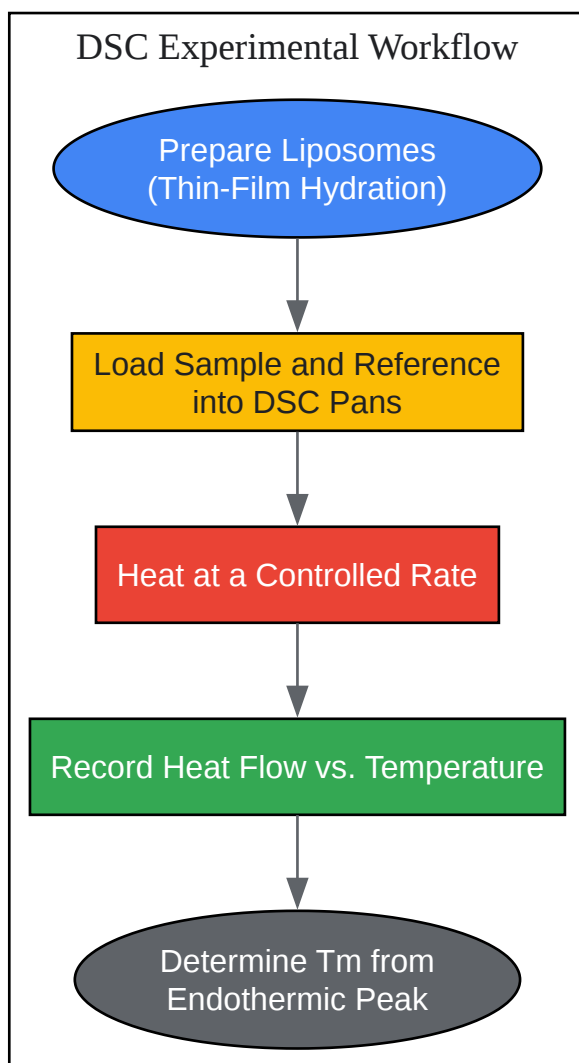 DSC Experimental Workflow
Prepare Liposomes
(Thin-Film Hydration)
Load Sample and Reference
into DSC Pans
Heat at a Controlled Rate
Record Heat Flow vs. Temperature
Determine Tm from
Endothermic Peak